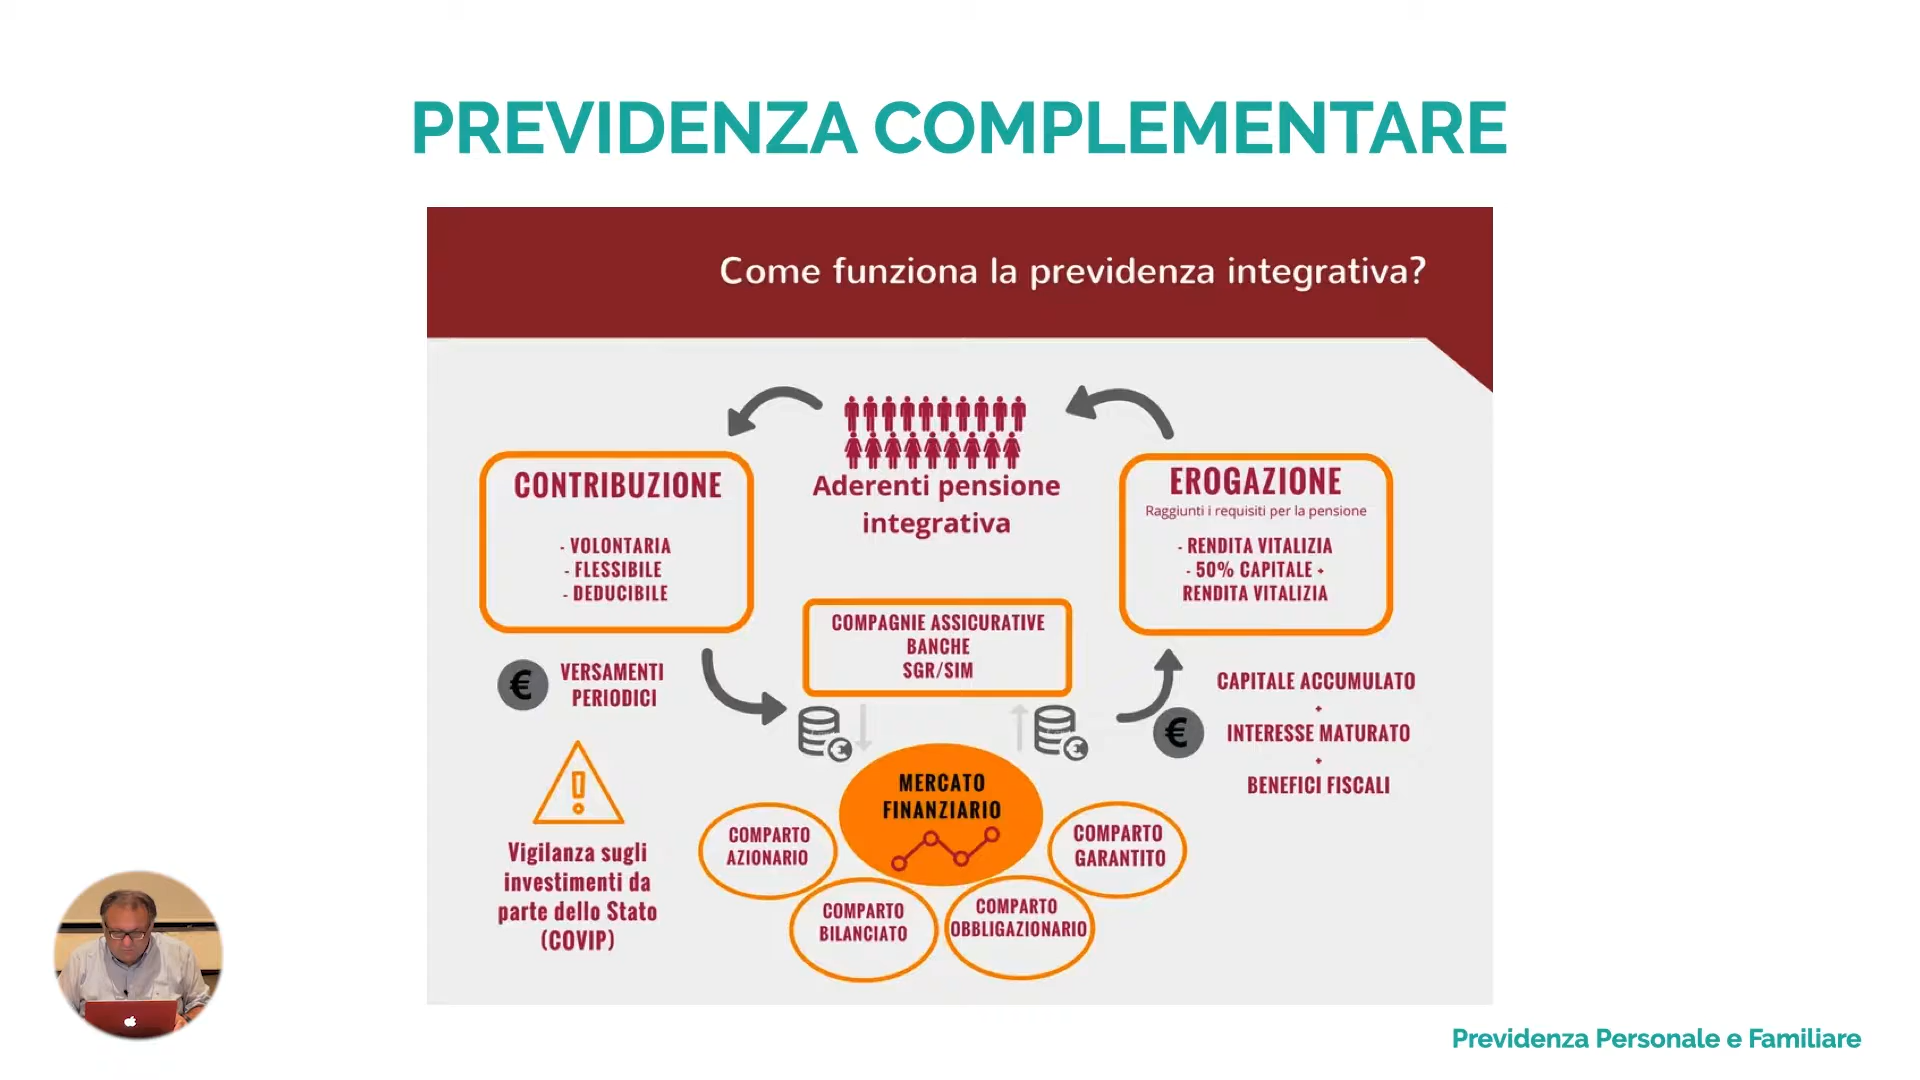 PREVIDENZA COMPLEMENTARE
Come funziona la previdenza integrativa?
Aderenti pensione
integrativa
CONTRIBUZIONE
- VOLONTARIA
- FLESSIBILE
- DEDUCIBILE
EROGAZIONE
Raggiunti i requisiti per la pensione
- RENDITA VITALIZIA
- 50% CAPITALE +
RENDITA VITALIZIA
COMPAGNIE ASSICURATIVE
BANCHE
SGR/SIM
€
VERSAMENTI
PERIODICI
€
CAPITALE ACCUMULATO
+
INTERESSE MATURATO
+
BENEFICI FISCALI
MERCATO
FINANZIARIO
COMPARTO
AZIONARIO
COMPARTO
BILANCIATO
COMPARTO
OBBLIGAZIONARIO
COMPARTO
GARANTITO
Vigilanza sugli
investimenti da
parte dello Stato
(COVIP)
Previdenza Personale e Familiare